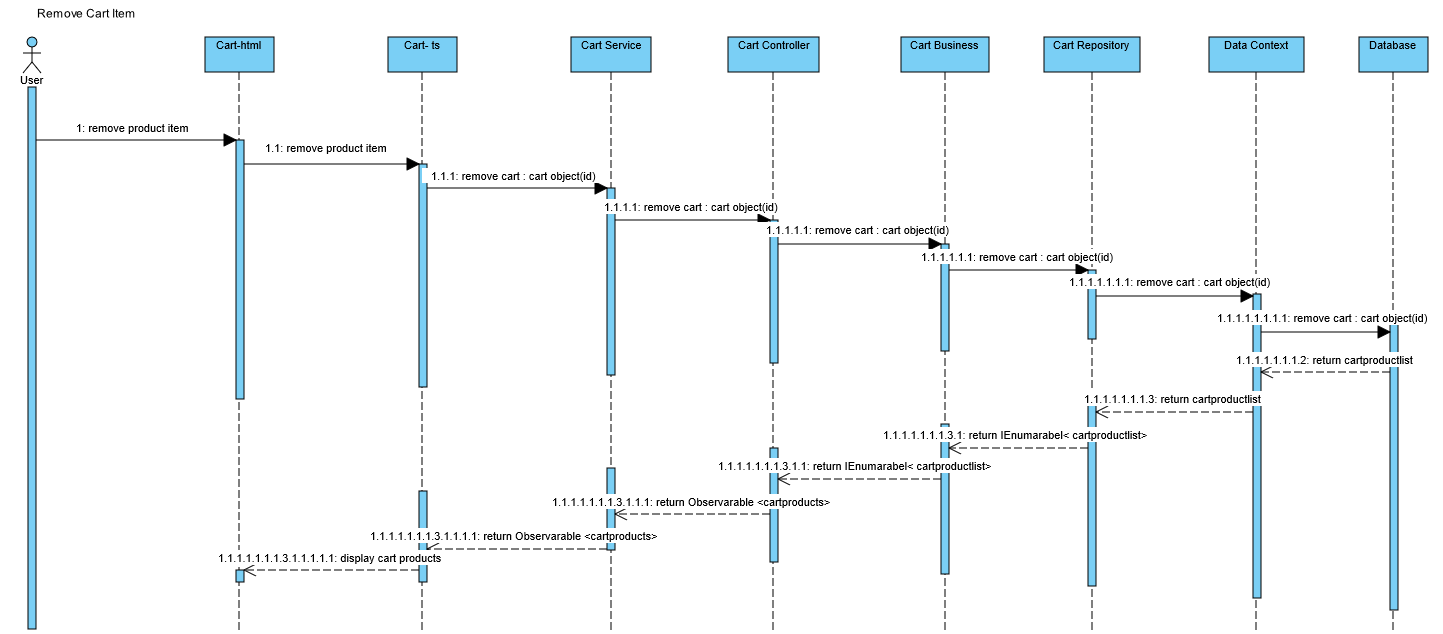 Remove Cart Item
User
Cart-html
Cart- ts
Cart Service
Cart Controller
Cart Business
Cart Repository
Data Context
Database
1: remove product item
1.1: remove product item
1.1.1: remove cart : cart object(id)
1.1.1.1: remove cart : cart object(id)
1.1.1.1.1: remove cart : cart object(id)
1.1.1.1.1.1: remove cart : cart object(id)
1.1.1.1.1.1.1: remove cart : cart object(id)
1.1.1.1.1.1.1.1: remove cart : cart object(id)
1.1.1.1.1.1.1.2: return cartproductlist
1.1.1.1.1.1.1.3: return cartproductlist
1.1.1.1.1.1.1.3.1: return IEnumarabel< cartproductlist>
1.1.1.1.1.1.1.3.1.1: return IEnumarabel< cartproductlist>
1.1.1.1.1.1.1.3.1.1.1: return Observarable <cartproducts>
1.1.1.1.1.1.1.3.1.1.1.1: return Observarable <cartproducts>
1.1.1.1.1.1.1.3.1.1.1.1.1: display cart products